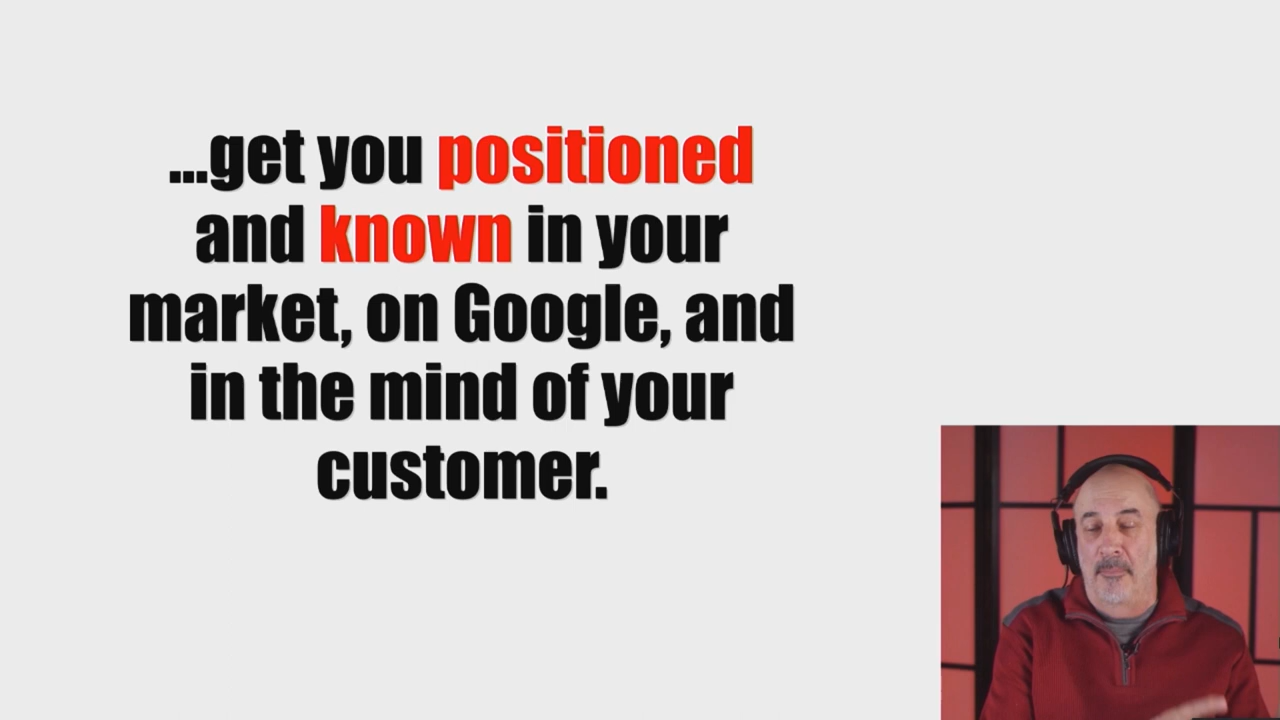 ...get you positioned
and known in your
market, on Google, and
in the mind of your
customer.